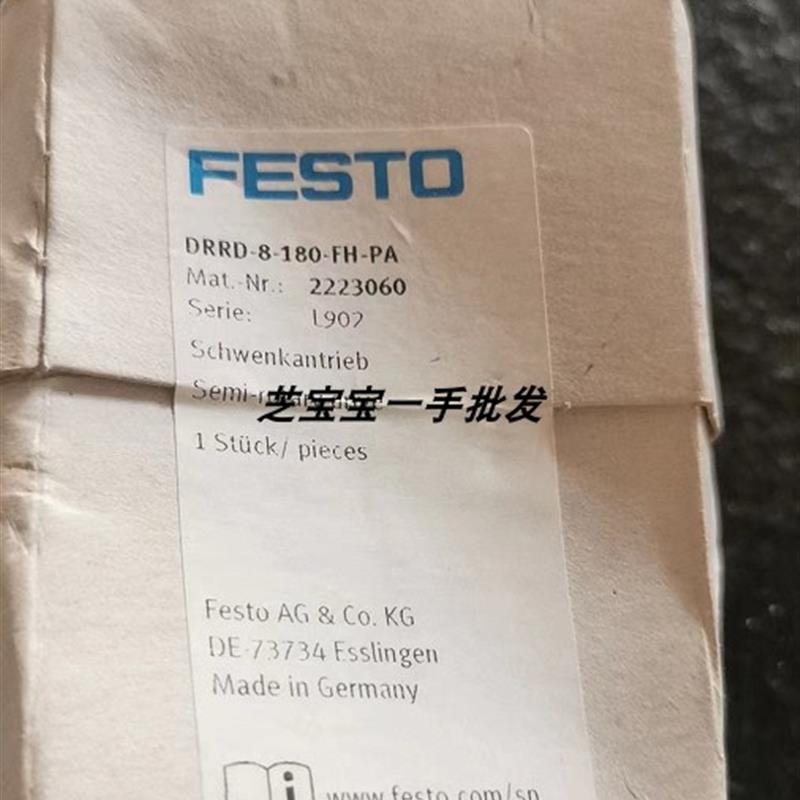 FESTO
DRRD-8-180-FH-PA
Mat.-Nr.: 2223060
Serie: L902
Schwenkantrieb
芝宝宝一手批发
1 Stück/ pieces
Festo AG & Co. KG
DE-73734 Esslingen
Made in Germany
www.festo.com/sp